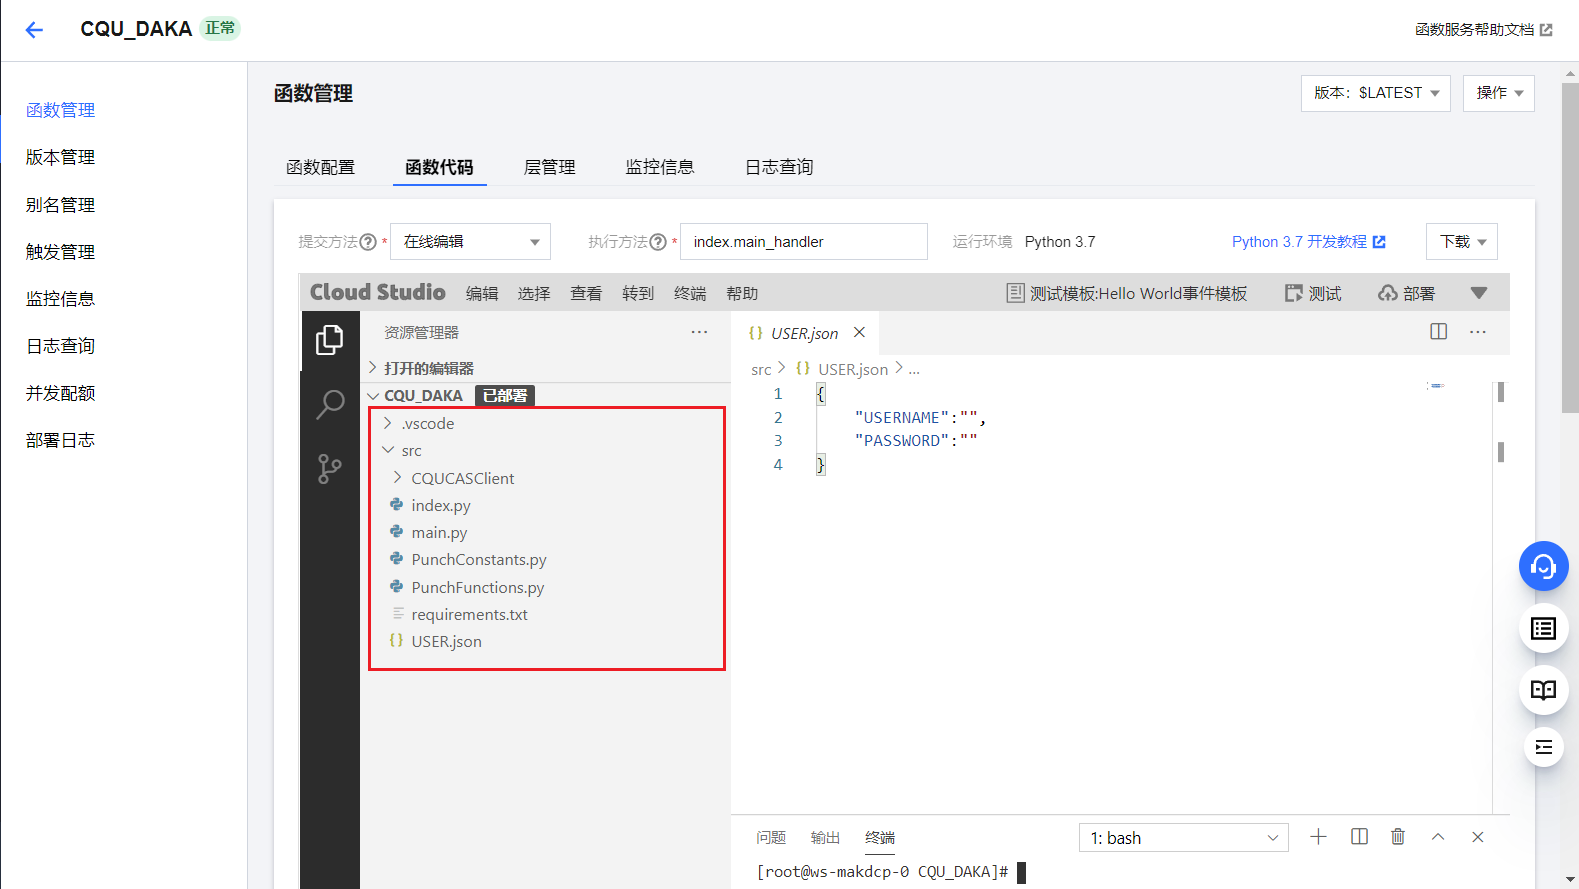 CQU_DAKA 正常
函数服务帮助文档
函数管理
版本管理
别名管理
触发管理
监控信息
日志查询
并发配额
部署日志
函数管理
版本：$LATEST
操作
函数配置 函数代码 层管理 监控信息 日志查询
提交方法 ? * 在线编辑 执行方法 ? * index.main_handler 运行环境 Python 3.7 Python 3.7 开发教程 下载
Cloud Studio 编辑 选择 查看 转到 终端 帮助 测试模板:Hello World事件模板 测试 部署
资源管理器 ···
打开的编辑器
CQU_DAKA 已部署
.vscode
src
CQUCASClient
index.py
main.py
PunchConstants.py
PunchFunctions.py
requirements.txt
{} USER.json
{} USER.json ×
···
src > {} USER.json > ...
1 {
2 "USERNAME":"",
3 "PASSWORD":""
4 }
问题 输出 终端 1: bash
[root@ws-makdcp-0 CQU_DAKA]#